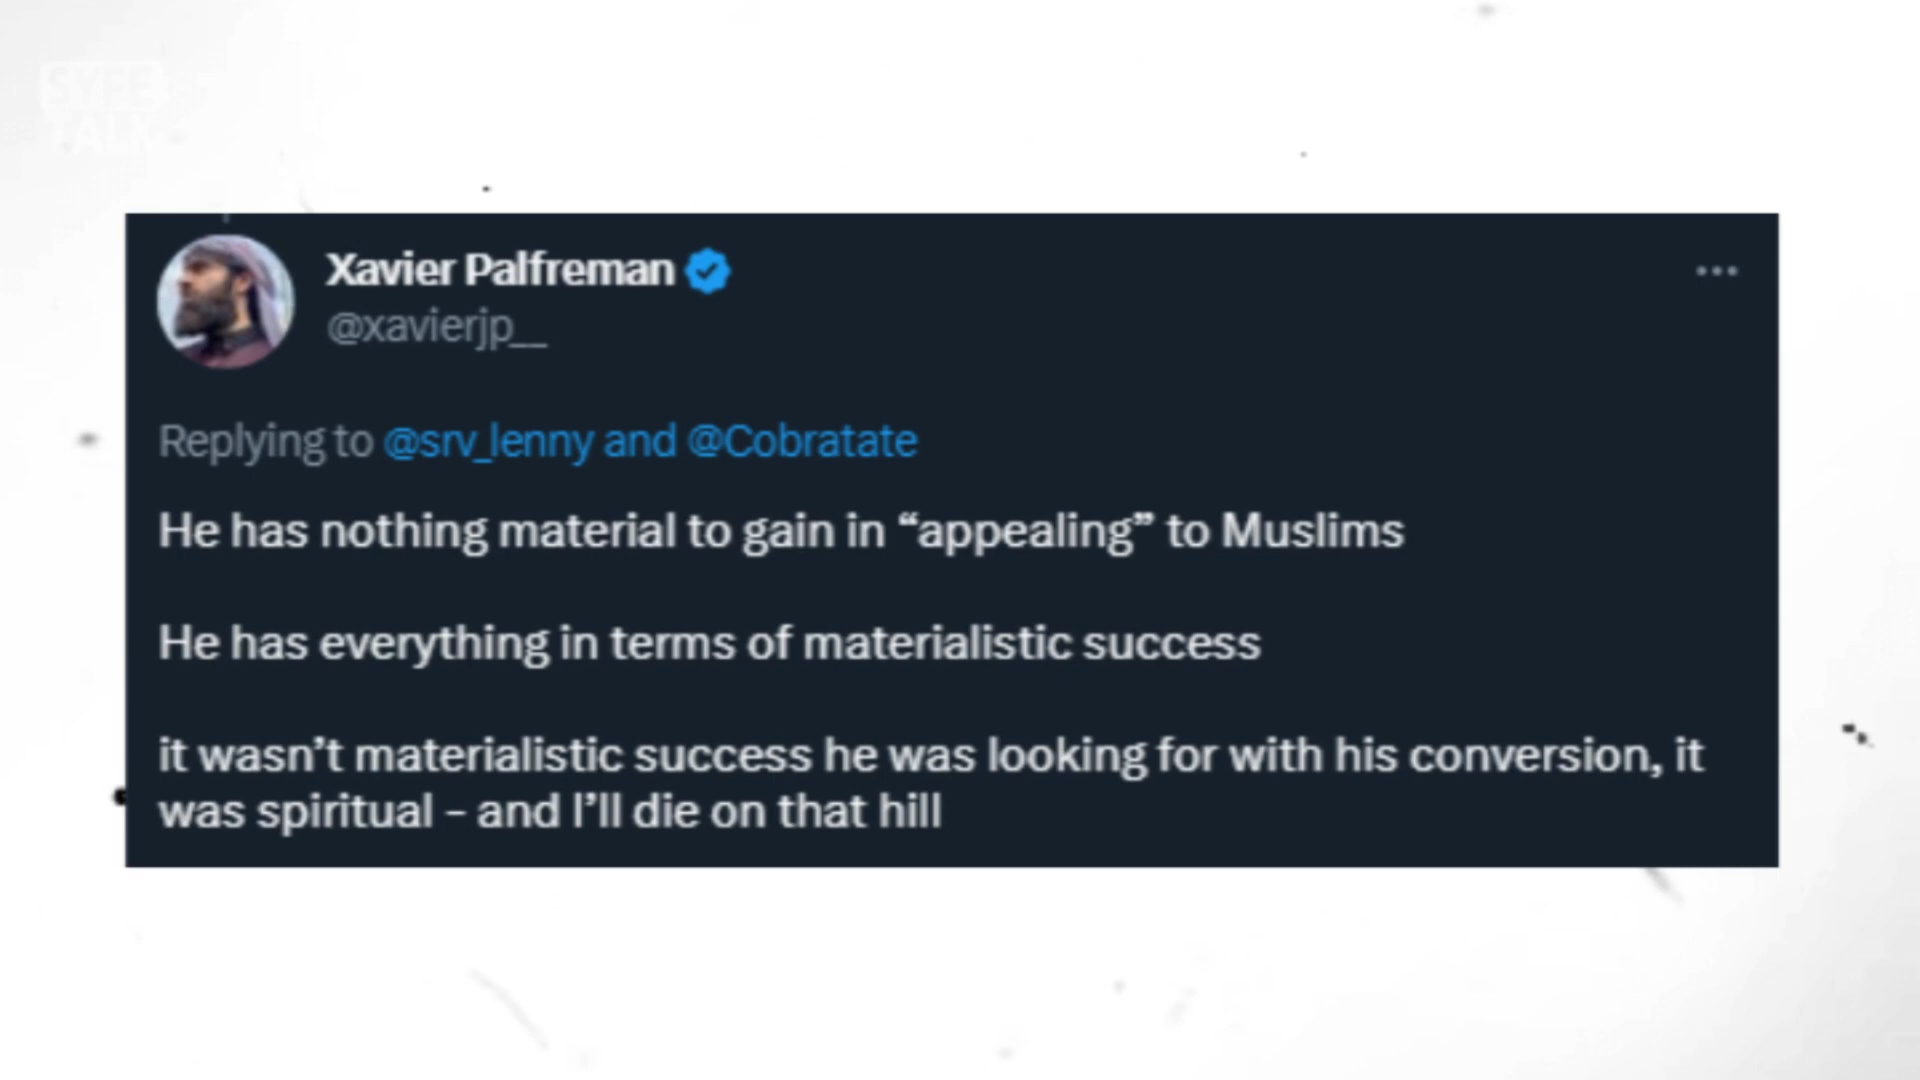 SYFE
TALK
Xavier Palfreman
@xavierjp__
Replying to @srv_lenny and @Cobratate
He has nothing material to gain in “appealing” to Muslims
He has everything in terms of materialistic success
it wasn’t materialistic success he was looking for with his conversion, it
was spiritual – and I’ll die on that hill